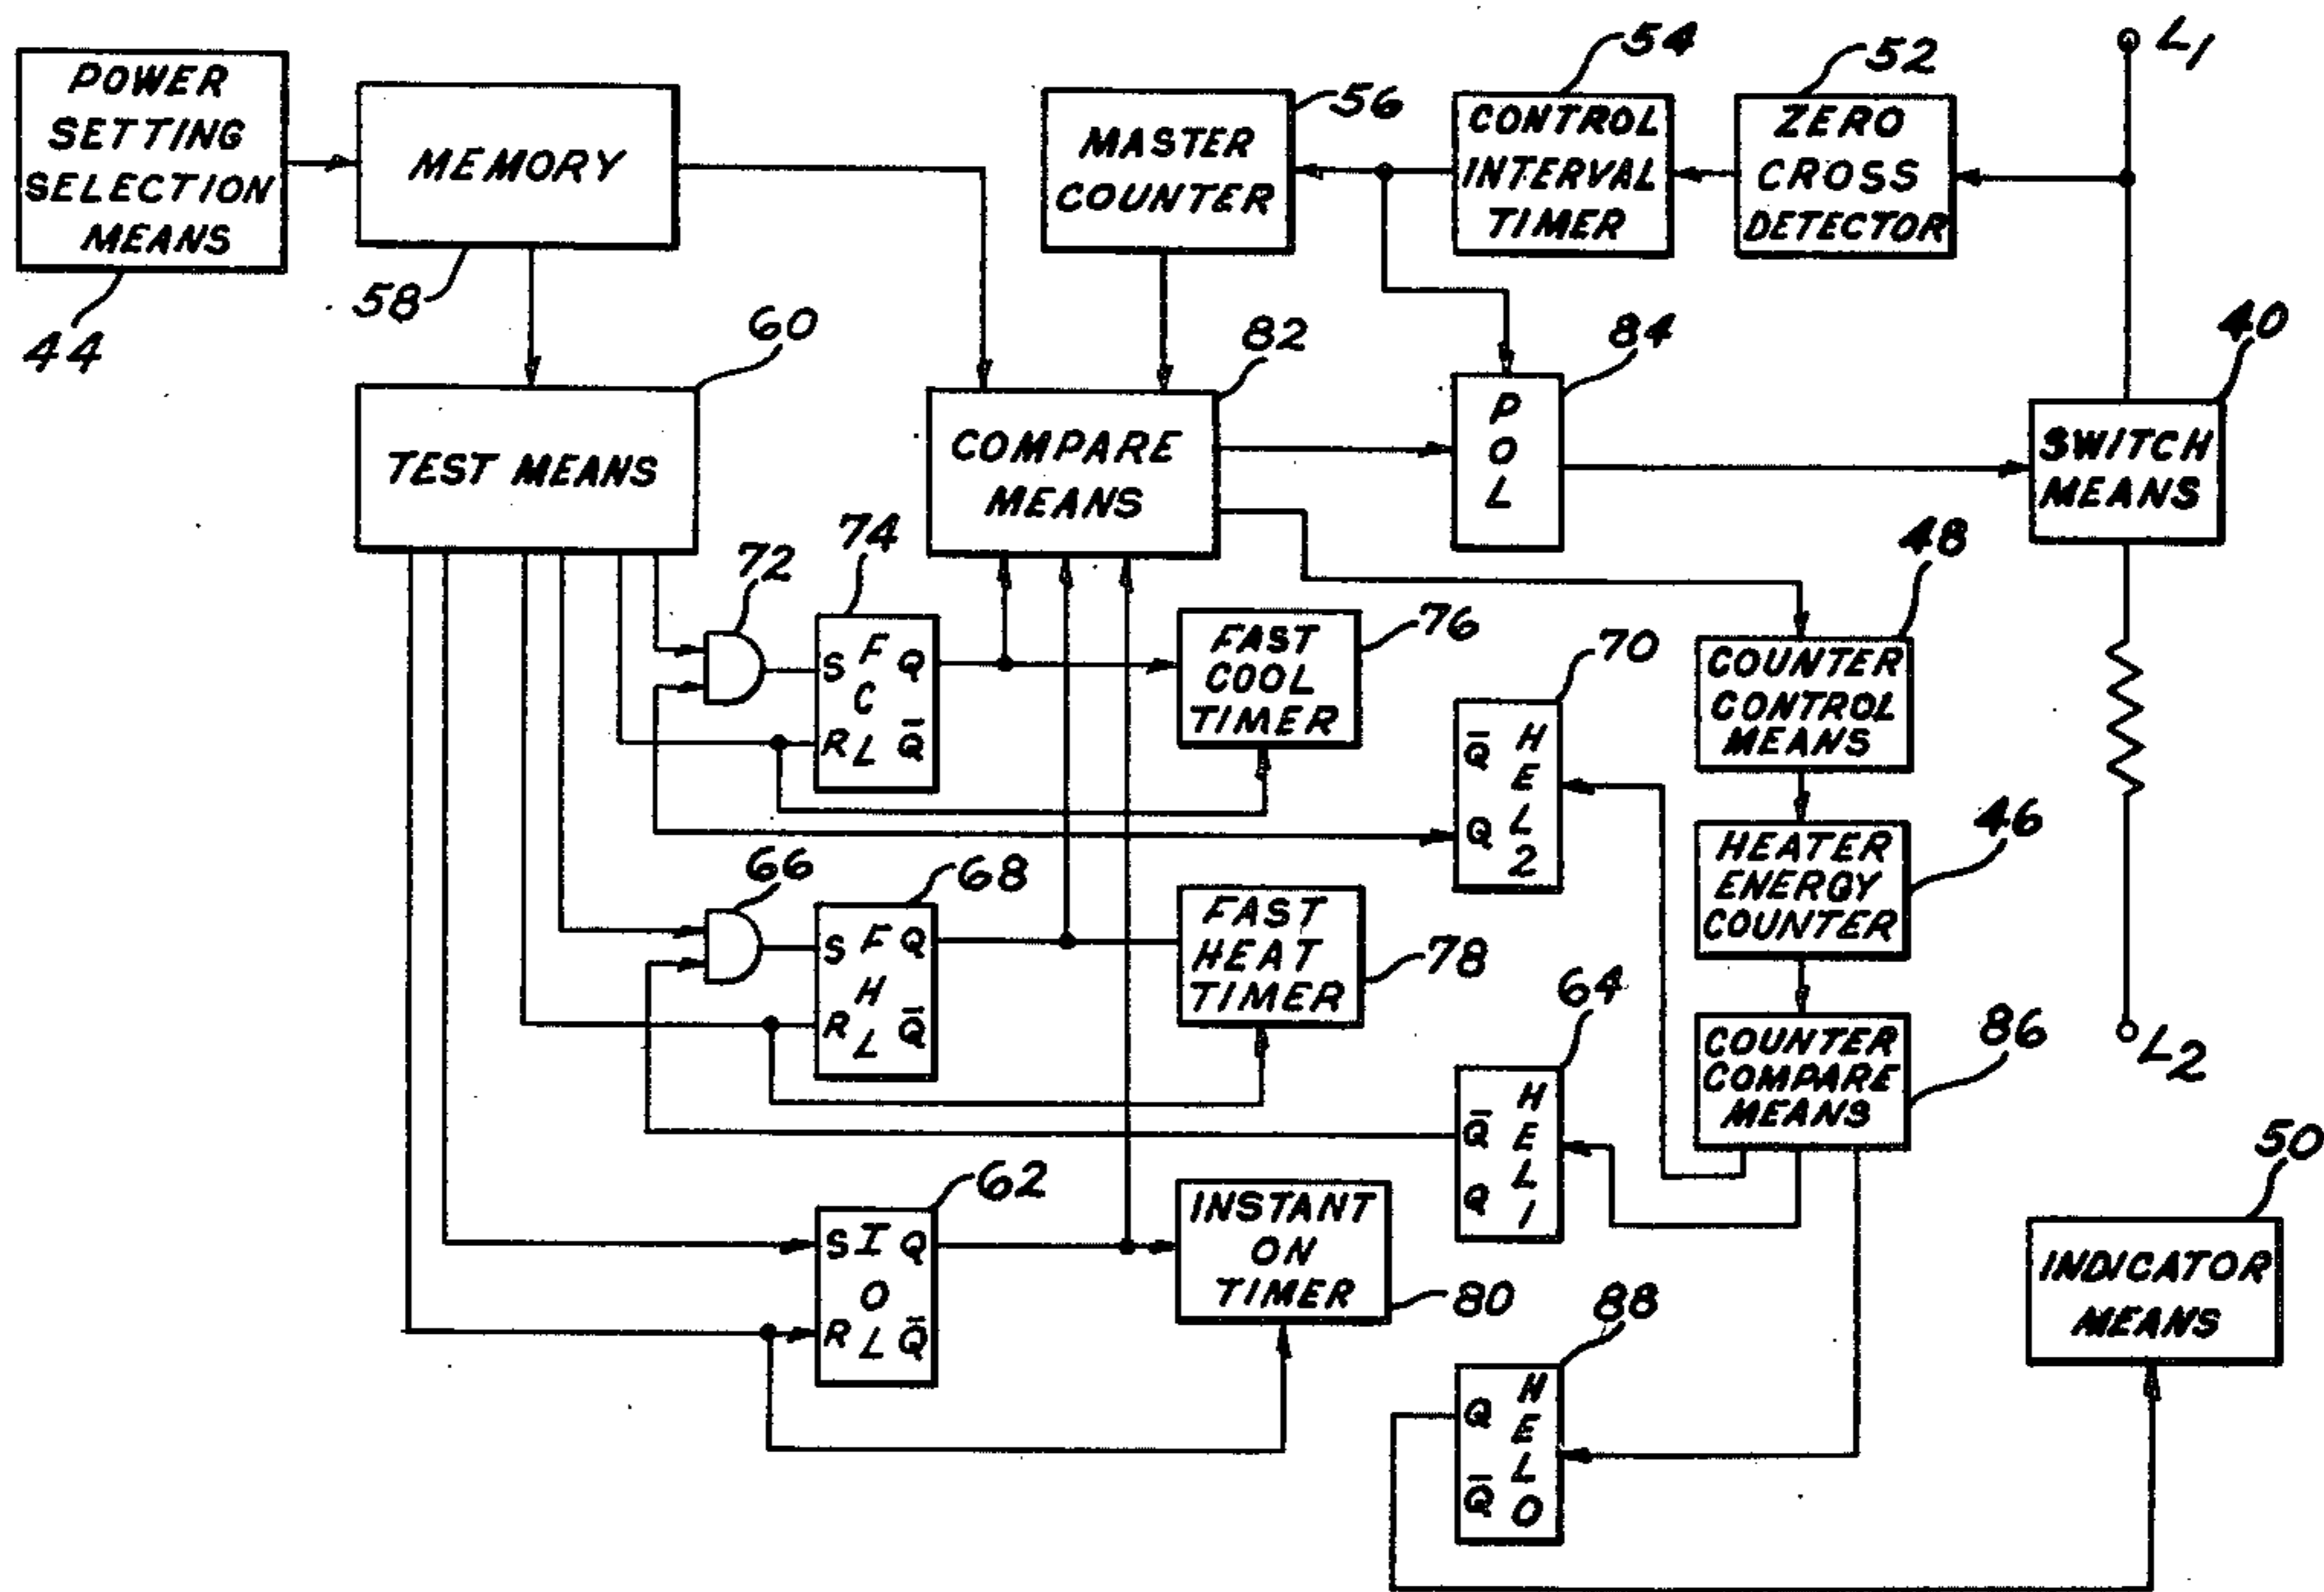 POWER
SETTING
SELECTION
MEANS
44
MEMORY
58
MASTER
COUNTER
56
CONTROL
INTERVAL
TIMER
54
ZERO
CROSS
DETECTOR
52
L1
TEST MEANS
60
COMPARE
MEANS
82
POL
84
SWITCH
MEANS
40
72
74
S F Q
C
R L Q̄
FAST
COOL
TIMER
76
70
Q̄ H
E
Q L
2
48
COUNTER
CONTROL
MEANS
HEATER
ENERGY
COUNTER
46
66
68
S F Q
H
R L Q̄
FAST
HEAT
TIMER
78
64
H
Q̄ E
L
Q 1
COUNTER
COMPARE
MEANS
86
L2
62
S I Q
O
R L Q̄
INSTANT
ON
TIMER
80
88
Q H
E
L
Q̄ O
50
INDICATOR
MEANS